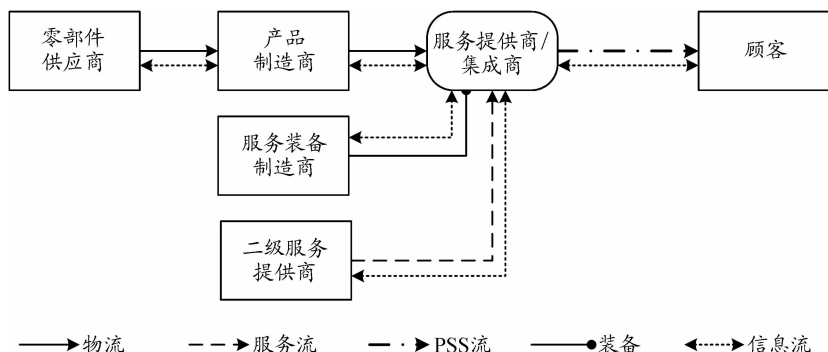 零部件
供应商
产品
制造商
服务提供商/
集成商
顾客
服务装备
制造商
二级服务
提供商
物流
服务流
PSS流
装备
信息流